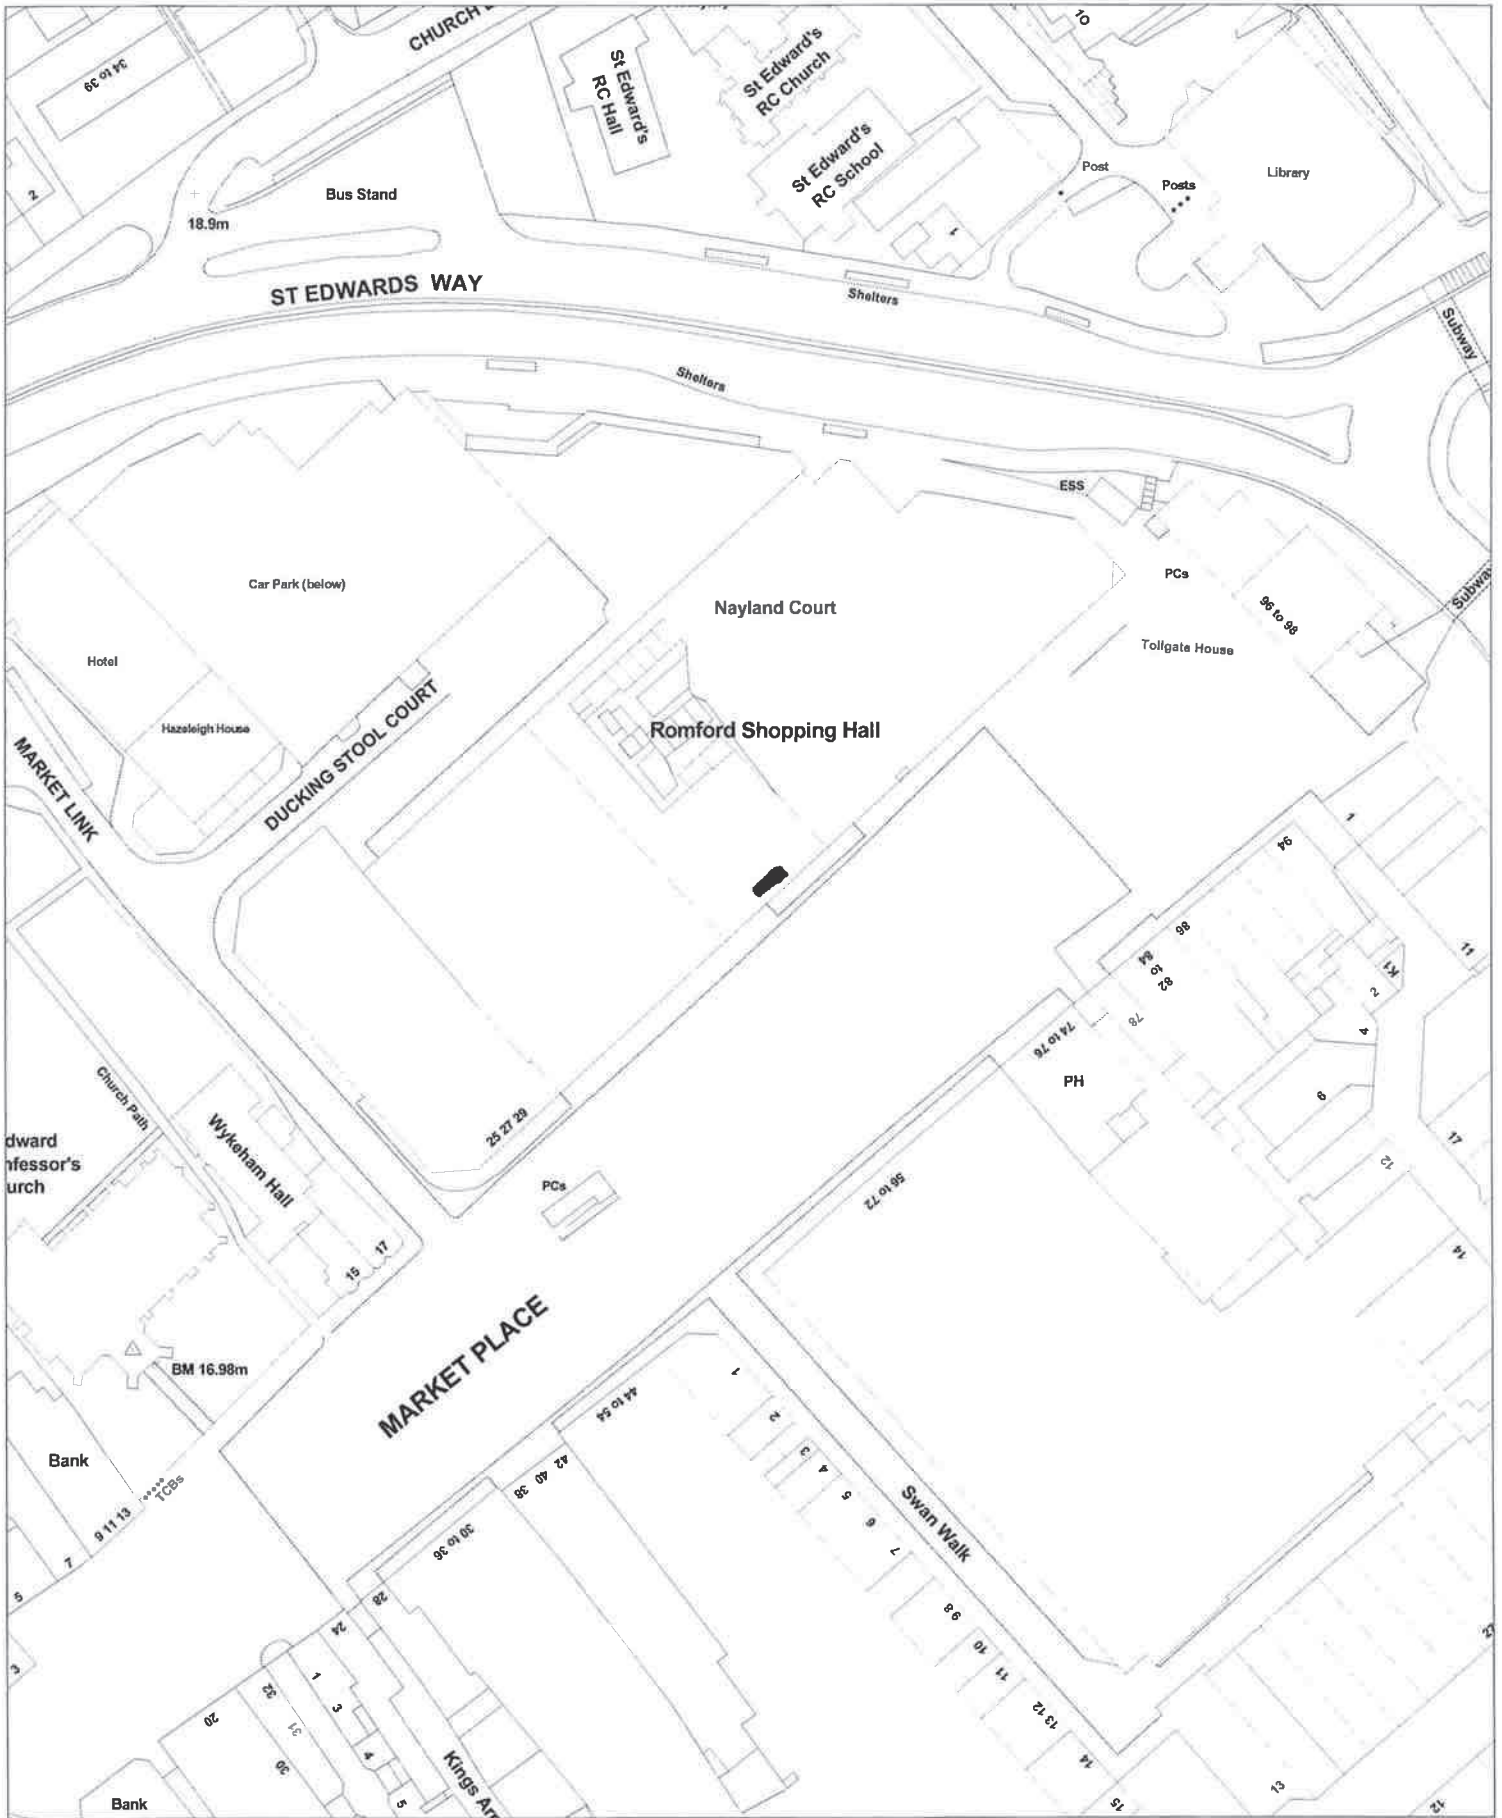 CHURCH
10
34 to 39
St Edward's
RC Hall
St Edward's
RC Church
St Edward's
RC School
Post
Posts
Library
2
Bus Stand
18.9m
1
ST EDWARDS WAY
Shelters
Subway
Shelters
ESS
Car Park (below)
PCs
Subway
Nayland Court
96 to 98
Tollgate House
Hotel
Hazeleigh House
DUCKING STOOL COURT
Romford Shopping Hall
MARKET LINK
1
94
86
82
to
84
11
K1
2
78
4
74 to 76
PH
6
Church Path
Wykeham Hall
25 27 29
dward
nfessor's
urch
17
12
PCs
56 to 72
15
17
14
MARKET PLACE
BM 16.98m
1
44 to 54
2
3
4
5
6
7
Bank
TCBs
42
40
38
Swan Walk
9 11 13
30 to 36
7
5
28
9 8
24
10
11
3
1
32
3
13 12
20
31
27
30
4
Kings Arm
14
5
13
Bank
15
12